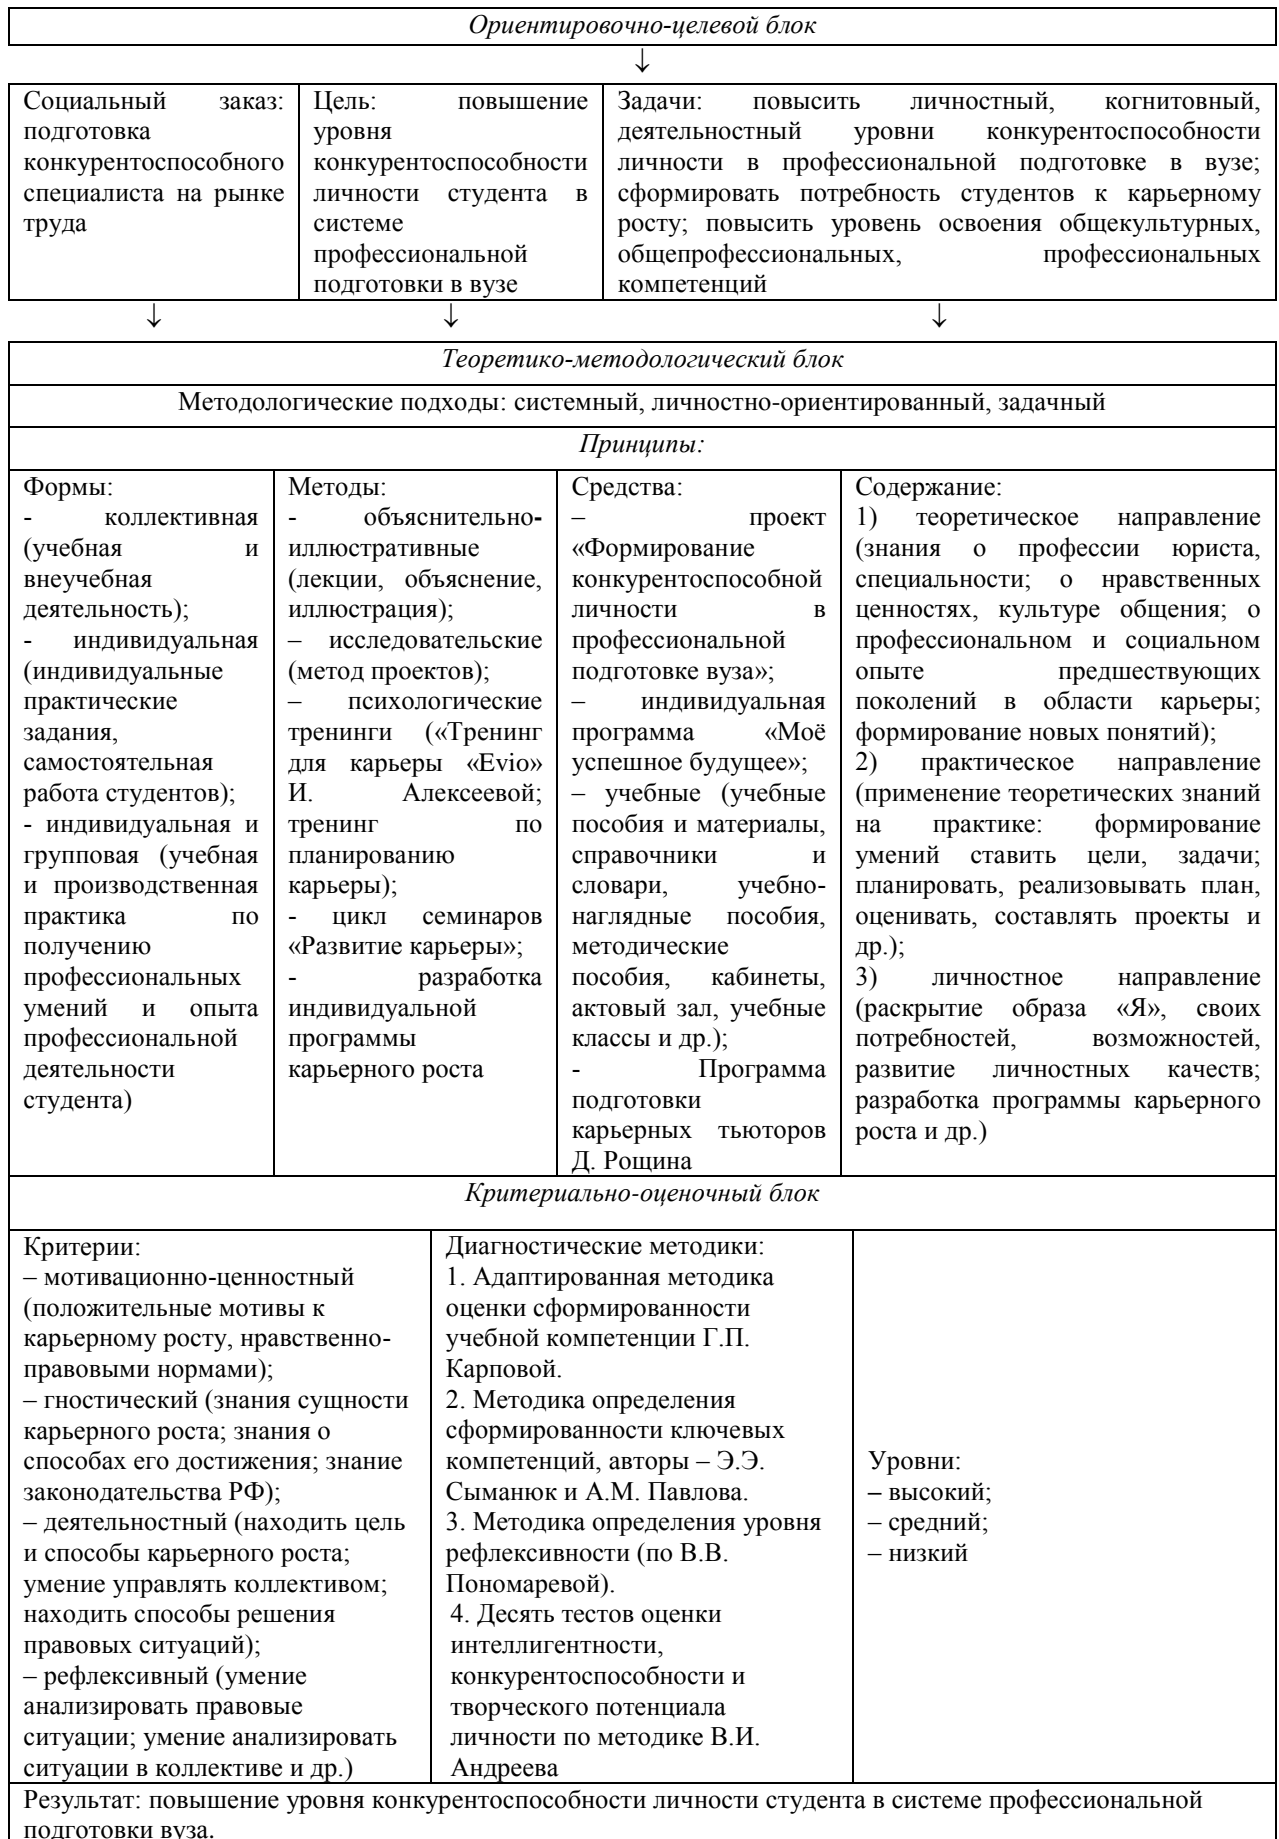 Ориентировочно-целевой блок
↓
Социальный заказ:
подготовка
конкурентоспособного
специалиста на рынке
труда
Цель: повышение
уровня
конкурентоспособности
личности студента в
системе
профессиональной
подготовки в вузе
Задачи: повысить личностный, когнитовный,
деятельностный уровни конкурентоспособности
личности в профессиональной подготовке в вузе;
сформировать потребность студентов к карьерному
росту; повысить уровень освоения общекультурных,
общепрофессиональных, профессиональных
компетенций
↓ ↓ ↓
Теоретико-методологический блок
Методологические подходы: системный, личностно-ориентированный, задачный
Принципы:
Формы:
- коллективная
(учебная и
внеучебная
деятельность);
- индивидуальная
(индивидуальные
практические
задания,
самостоятельная
работа студентов);
- индивидуальная и
групповая (учебная
и производственная
практика по
получению
профессиональных
умений и опыта
профессиональной
деятельности
студента)
Методы:
- объяснительно-
иллюстративные
(лекции, объяснение,
иллюстрация);
– исследовательские
(метод проектов);
– психологические
тренинги («Тренинг
для карьеры «Evio»
И. Алексеевой;
тренинг по
планированию
карьеры);
- цикл семинаров
«Развитие карьеры»;
- разработка
индивидуальной
программы
карьерного роста
Средства:
– проект
«Формирование
конкурентоспособной
личности в
профессиональной
подготовке вуза»;
– индивидуальная
программа «Моё
успешное будущее»;
– учебные (учебные
пособия и материалы,
справочники и
словари, учебно-
наглядные пособия,
методические
пособия, кабинеты,
актовый зал, учебные
классы и др.);
- Программа
подготовки
карьерных тьюторов
Д. Рощина
Содержание:
1) теоретическое направление
(знания о профессии юриста,
специальности; о нравственных
ценностях, культуре общения; о
профессиональном и социальном
опыте предшествующих
поколений в области карьеры;
формирование новых понятий);
2) практическое направление
(применение теоретических знаний
на практике: формирование
умений ставить цели, задачи;
планировать, реализовывать план,
оценивать, составлять проекты и
др.);
3) личностное направление
(раскрытие образа «Я», своих
потребностей, возможностей,
развитие личностных качеств;
разработка программы карьерного
роста и др.)
Критериально-оценочный блок
Критерии:
– мотивационно-ценностный
(положительные мотивы к
карьерному росту, нравственно-
правовыми нормами);
– гностический (знания сущности
карьерного роста; знания о
способах его достижения; знание
законодательства РФ);
– деятельностный (находить цель
и способы карьерного роста;
умение управлять коллективом;
находить способы решения
правовых ситуаций);
– рефлексивный (умение
анализировать правовые
ситуации; умение анализировать
ситуации в коллективе и др.)
Диагностические методики:
1. Адаптированная методика
оценки сформированности
учебной компетенции Г.П.
Карповой.
2. Методика определения
сформированности ключевых
компетенций, авторы – Э.Э.
Сыманюк и А.М. Павлова.
3. Методика определения уровня
рефлексивности (по В.В.
Пономаревой).
4. Десять тестов оценки
интеллигентности,
конкурентоспособности и
творческого потенциала
личности по методике В.И.
Андреева
Уровни:
– высокий;
– средний;
– низкий
Результат: повышение уровня конкурентоспособности личности студента в системе профессиональной
подготовки вуза.